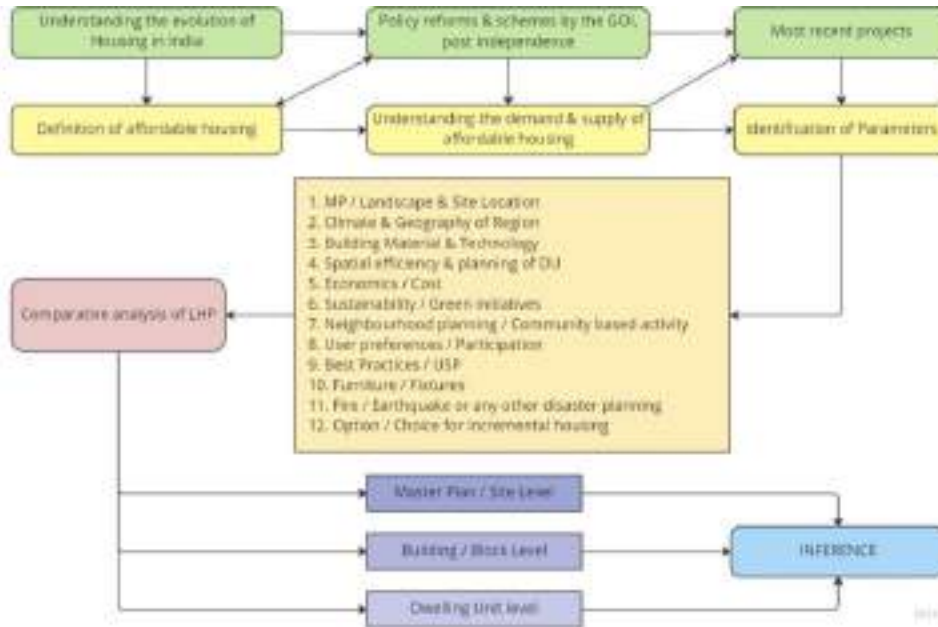 Understanding the evolution of
Housing in India
Policy reforms & schemes by the GOI,
post independence
Most recent projects
Definition of affordable housing
Understanding the demand & supply of
affordable housing
Identification of Parameters
1. MP / Landscape & Site Location
2. Climate & Geography of Region
3. Building Material & Technology
4. Spatial efficiency & planning of DU
5. Economics / Cost
6. Sustainability / Green initiatives
7. Neighbourhood planning / Community based activity
8. User preferences / Participation
9. Best Practices / USP
10. Furniture / Fixtures
11. Fire / Earthquake or any other disaster planning
12. Option / Choice for incremental housing
Comparative analysis of LHP
Master Plan / Site Level
Building / Block Level
INFERENCE
Dwelling Unit level